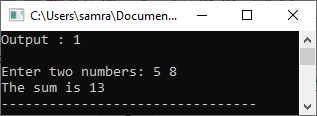 C:\Users\samra\Documen...
Output : 1
Enter two numbers: 5 8
The sum is 13
--------------------------------